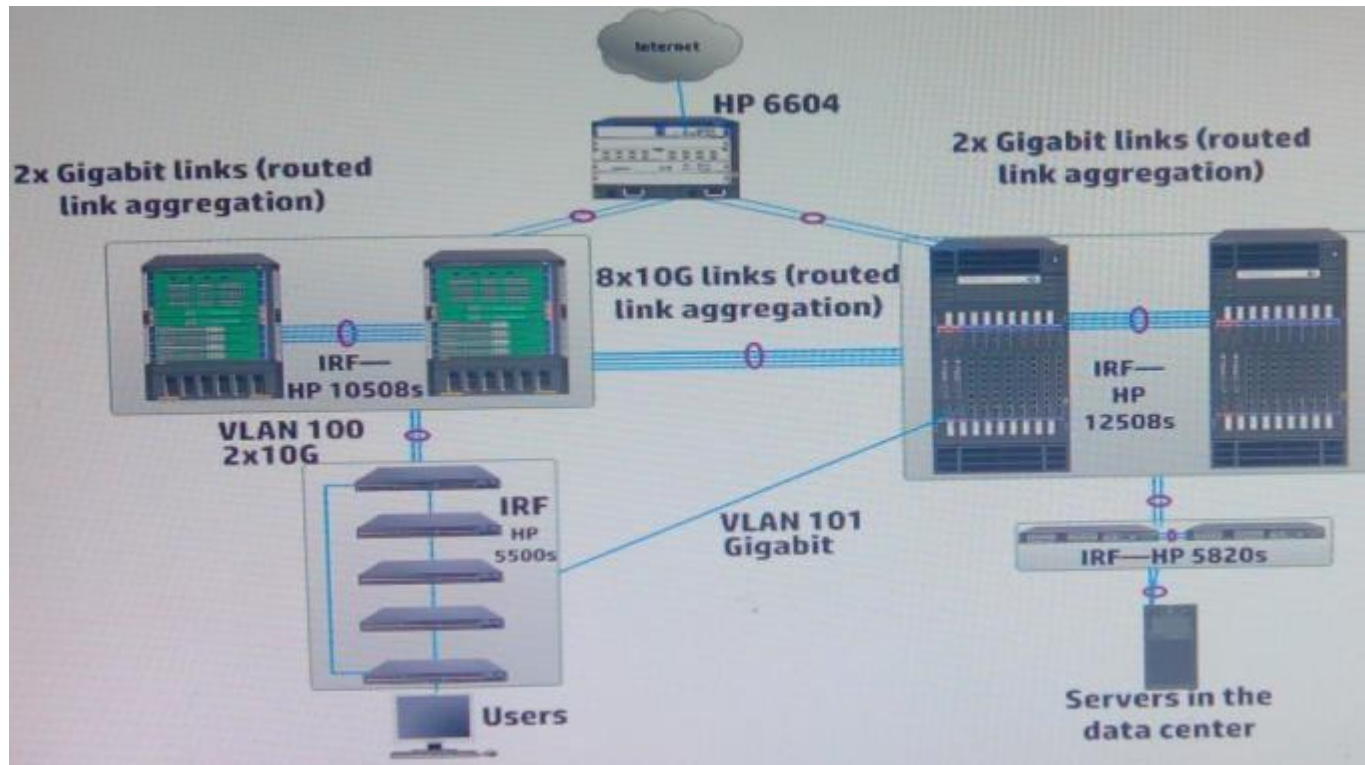 Internet
HP 6604
2x Gigabit links (routed
link aggregation)
2x Gigabit links (routed
link aggregation)
8x10G links (routed
link aggregation)
IRF—
HP 10508s
IRF—
HP
12508s
VLAN 100
2x10G
IRF
HP
5500s
VLAN 101
Gigabit
IRF—HP 5820s
Users
Servers in the
data center